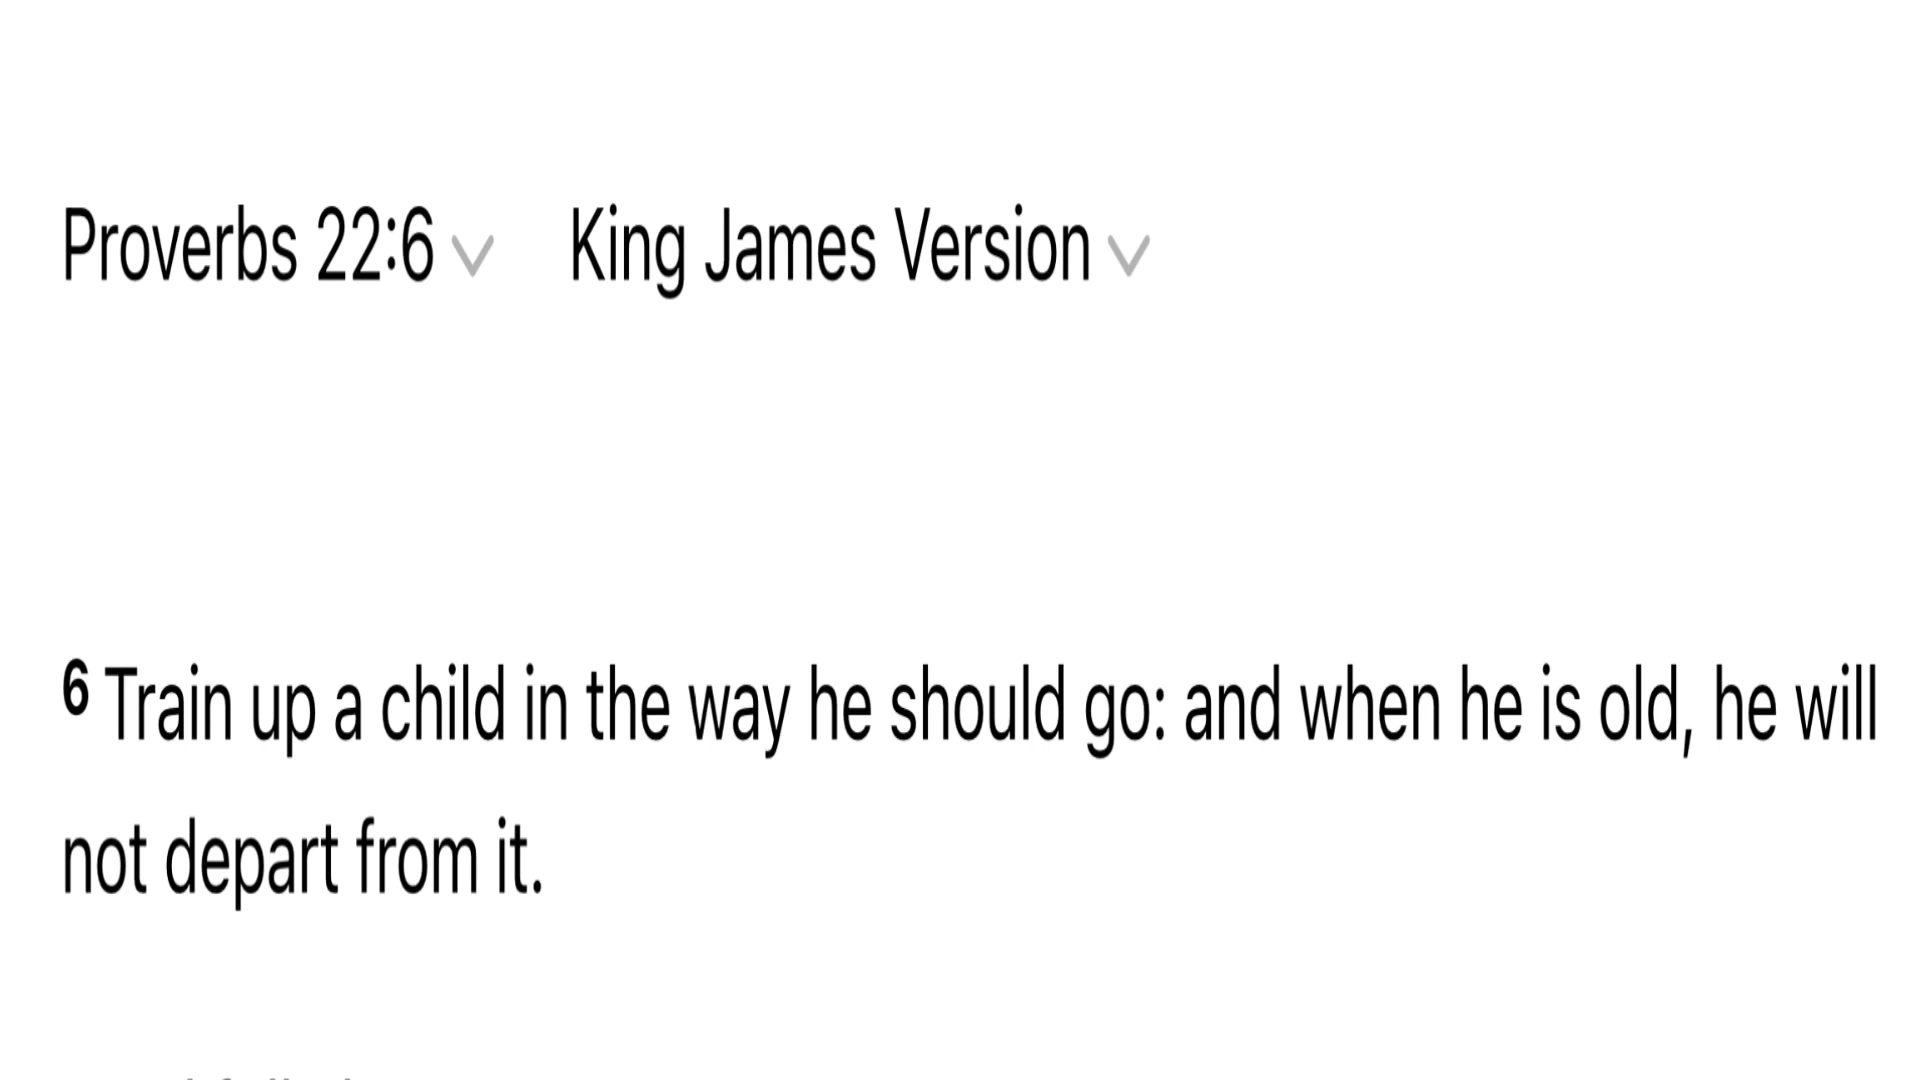 Proverbs 22:6 King James Version
6 Train up a child in the way he should go: and when he is old, he will
not depart from it.